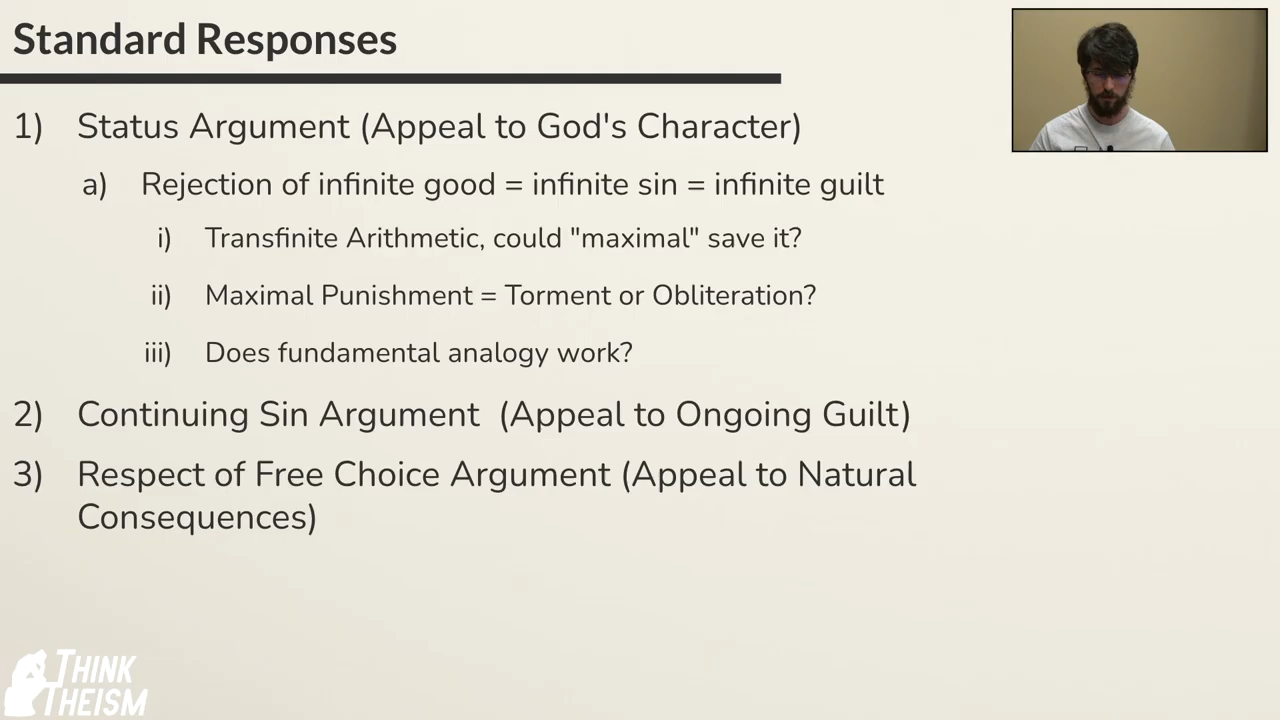 Standard Responses
1) Status Argument (Appeal to God's Character)
a) Rejection of infinite good = infinite sin = infinite guilt
i) Transfinite Arithmetic, could "maximal" save it?
ii) Maximal Punishment = Torment or Obliteration?
iii) Does fundamental analogy work?
2) Continuing Sin Argument (Appeal to Ongoing Guilt)
3) Respect of Free Choice Argument (Appeal to Natural
Consequences)
THINK
THEISM